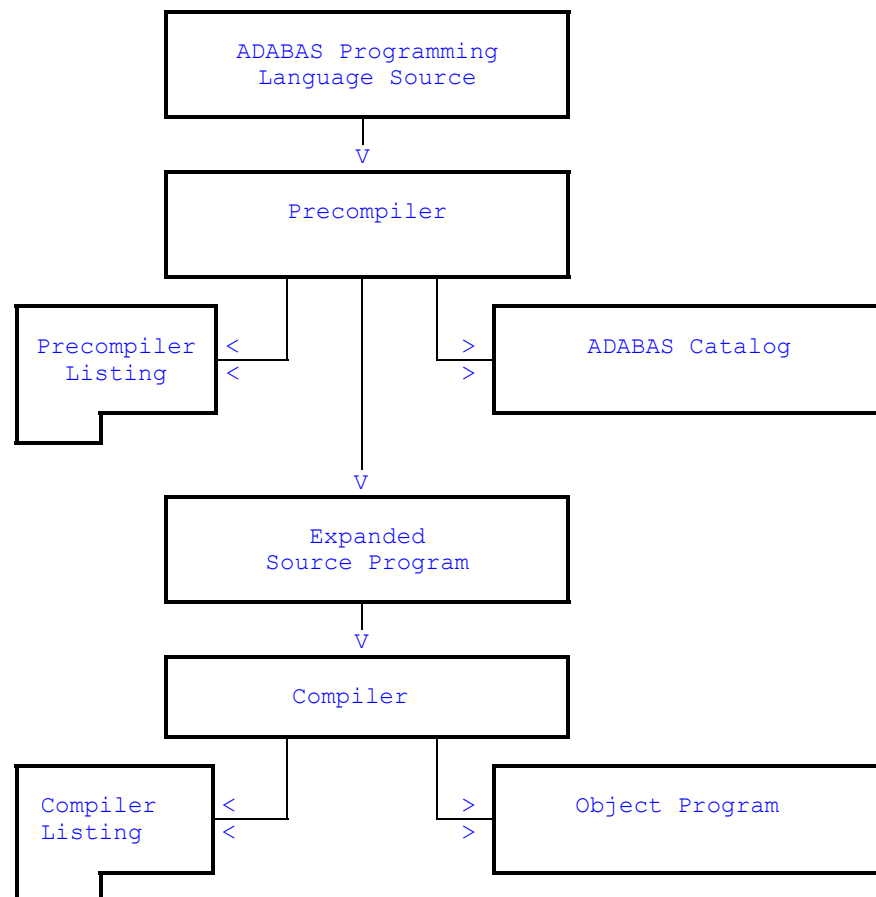 ADABAS Programming
Language Source
V
Precompiler
Precompiler
Listing
<
<
>
>
ADABAS Catalog
V
Expanded
Source Program
V
Compiler
Compiler
Listing
<
<
>
>
Object Program